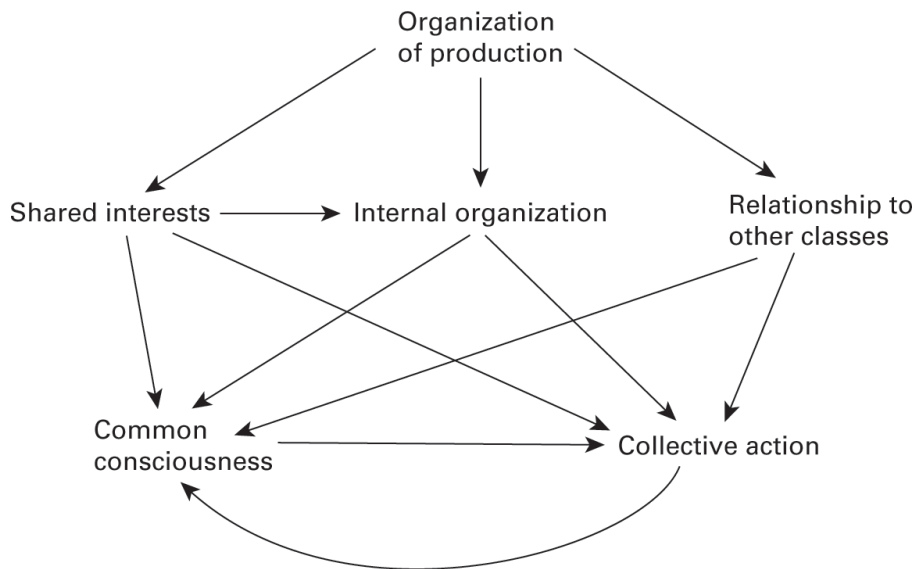 Organization
of production
Shared interests
Internal organization
Relationship to
other classes
Common
consciousness
Collective action